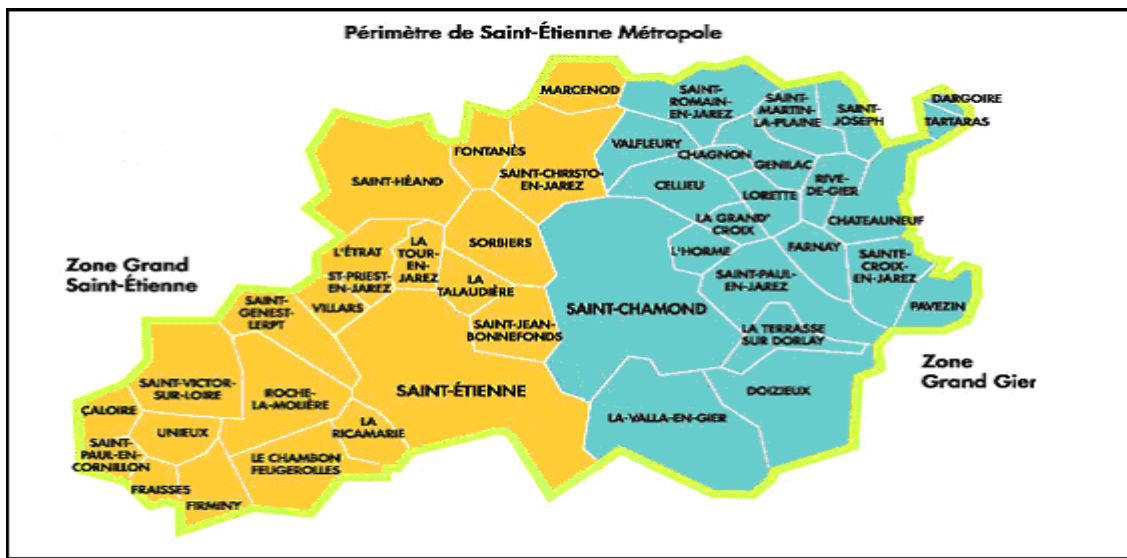 Périmètre de Saint-Étienne Métropole
MARCENOD
SAINT-
ROMAIN-
EN-JAREZ
SAINT-
MARTIN-
LA-PLAINE
SAINT-
JOSEPH
DARGOIRE
TARTARAS
FONTANÈS
VALFLEURY
CHAGNON
GENILAC
SAINT-HÉAND
SAINT-CHRISTO-
EN-JAREZ
CELLIEU
LORETTE
RIVE-
DE-GIER
LA GRAND'
CROIX
CHATEAUNEUF
L'ÉTRAT
LA
TOUR-
EN-
JAREZ
SORBIERS
L'HORME
FARNAY
SAINTE-
CROIX-
EN-JAREZ
Zone Grand
Saint-Étienne
ST-PRIEST-
EN-JAREZ
LA
TALAUDIÈRE
SAINT-PAUL-
EN-JAREZ
SAINT-
GENEST-
LERPT
VILLARS
SAINT-CHAMOND
PAVEZIN
SAINT-JEAN-
BONNEFONDS
LA TERRASSE
SUR DORLAY
Zone
Grand Gier
SAINT-VICTOR-
SUR-LOIRE
ROCHE-
LA-MOLIÈRE
SAINT-ÉTIENNE
DOIZIEUX
ÇALOIRE
LA-VALLA-EN-GIER
UNIEUX
LA
RICAMARIE
SAINT-
PAUL-EN-
CORNILLON
LE CHAMBON
FEUGEROLLES
FRAISSES
FIRMINY